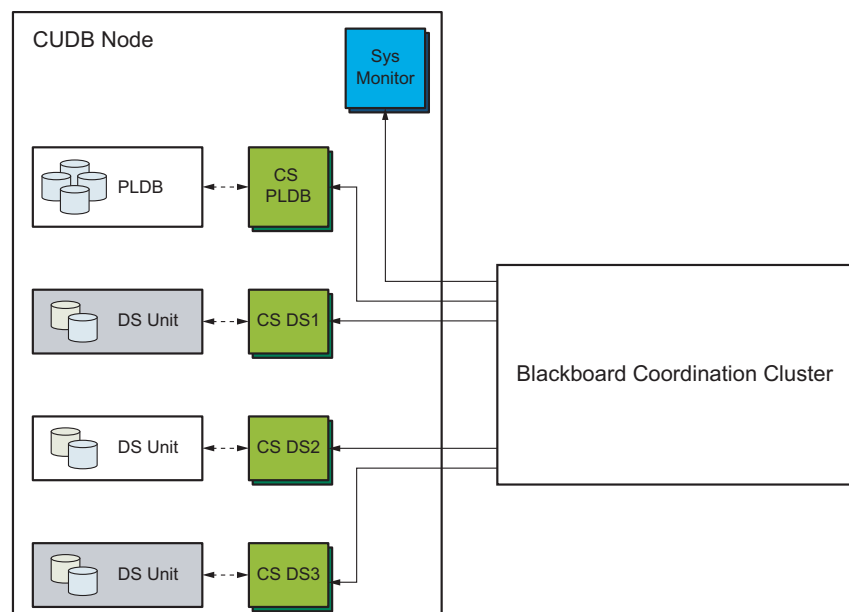 CUDB Node
Sys
Monitor
PLDB
CS
PLDB
DS Unit
CS DS1
Blackboard Coordination Cluster
DS Unit
CS DS2
DS Unit
CS DS3